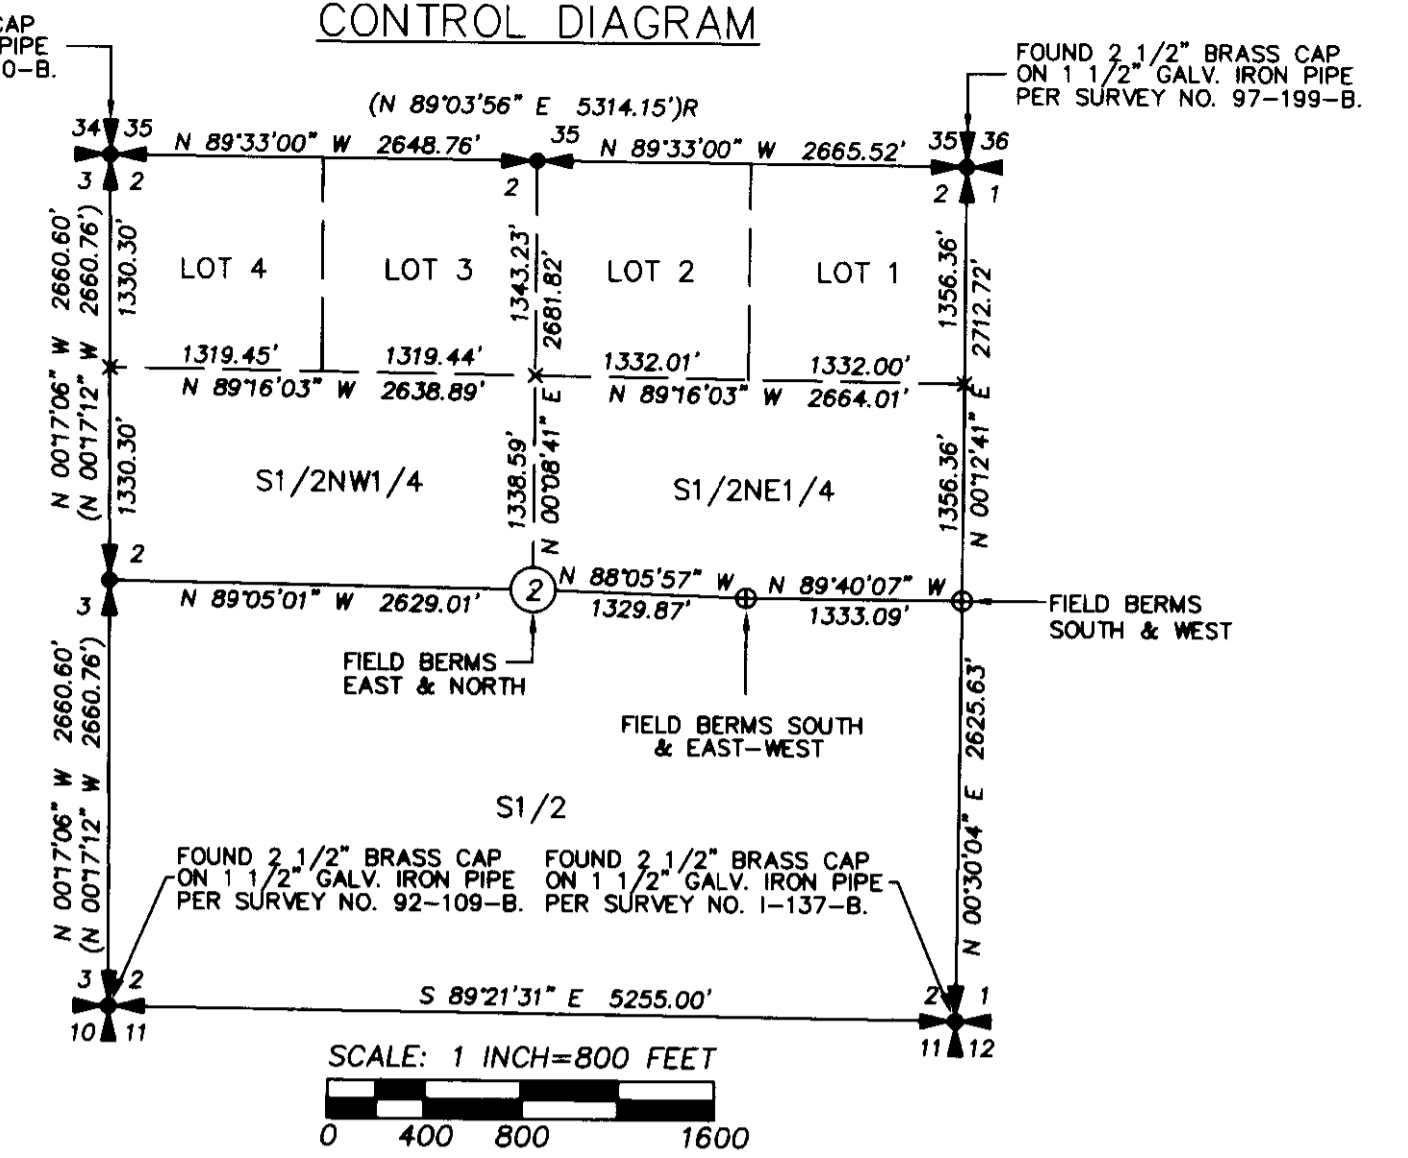 CONTROL DIAGRAM
CAP
PIPE
0-B.
FOUND 2 1/2" BRASS CAP
ON 1 1/2" GALV. IRON PIPE
PER SURVEY NO. 97-199-B.
(N 89°03'56" E 5314.15')R
34 35
N 89°33'00" W 2648.76'
35
N 89°33'00" W 2665.52'
35 36
3 2
2
2 1
N 00°17'06" W 2660.60'
(N 00°17'12" W 2660.76')
1330.30'
1330.30'
LOT 4
LOT 3
1343.23'
2681.82'
LOT 2
LOT 1
1356.36'
2712.72'
1319.45'
1319.44'
1332.01'
1332.00'
N 89°16'03" W 2638.89'
N 89°16'03" W 2664.01'
S1/2NW1/4
1338.59'
N 00°08'41" E
S1/2NE1/4
1356.36'
N 00°12'41" E
2
3
N 89°05'01" W 2629.01'
2
N 88°05'57" W
1329.87'
N 89°40'07" W
1333.09'
FIELD BERMS
SOUTH & WEST
FIELD BERMS
EAST & NORTH
FIELD BERMS SOUTH
& EAST-WEST
N 00°17'06" W 2660.60'
(N 00°17'12" W 2660.76')
S1/2
N 00°30'04" E 2625.63'
FOUND 2 1/2" BRASS CAP
ON 1 1/2" GALV. IRON PIPE
PER SURVEY NO. 92-109-B.
FOUND 2 1/2" BRASS CAP
ON 1 1/2" GALV. IRON PIPE
PER SURVEY NO. I-137-B.
3 2
10 11
S 89°21'31" E 5255.00'
2 1
11 12
SCALE: 1 INCH=800 FEET
0 400 800 1600